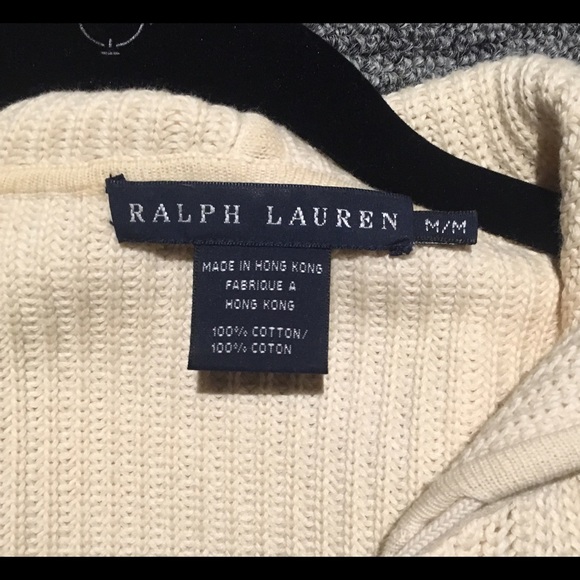 RALPH LAUREN
M/M
MADE IN HONG KONG
FABRIQUE A
HONG KONG
100% COTTON/
100% COTON